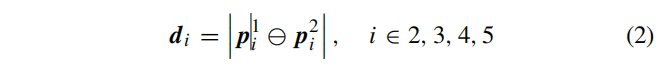 d_i = |p_i^1 ⊖ p_i^2|, i ∈ 2, 3, 4, 5 (2)